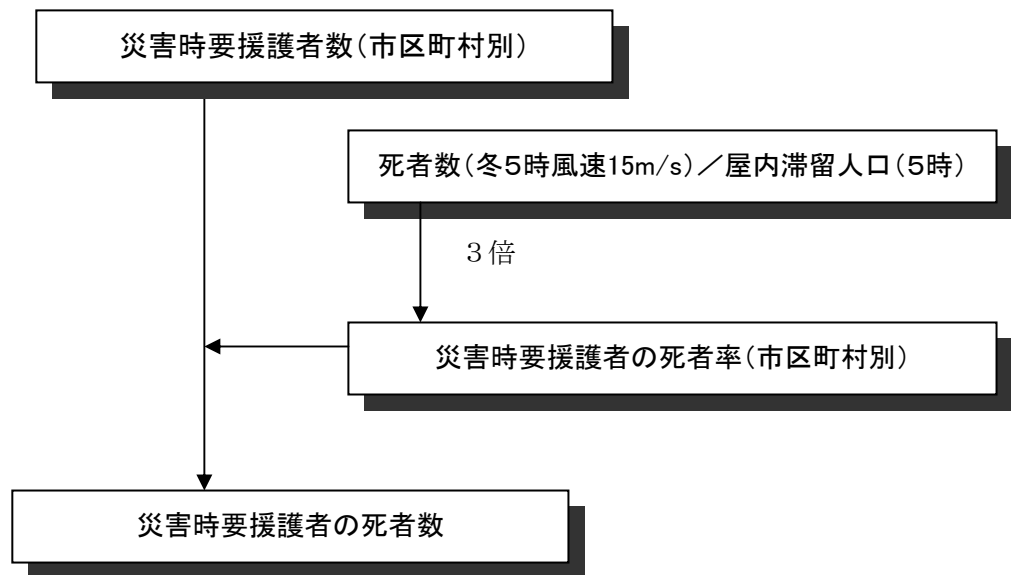 災害時要援護者数（市区町村別）
死者数（冬５時風速15m/s）／屋内滞留人口（５時）
３倍
災害時要援護者の死者率（市区町村別）
災害時要援護者の死者数